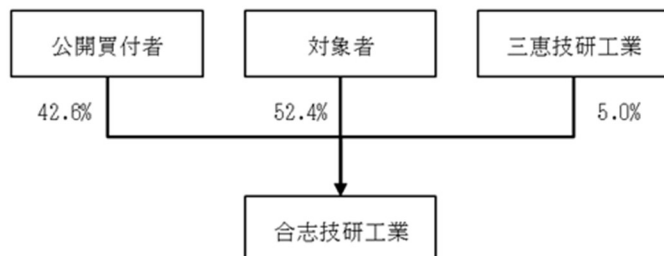 公開買付者
対象者
三恵技研工業
42.6%
52.4%
5.0%
合志技研工業